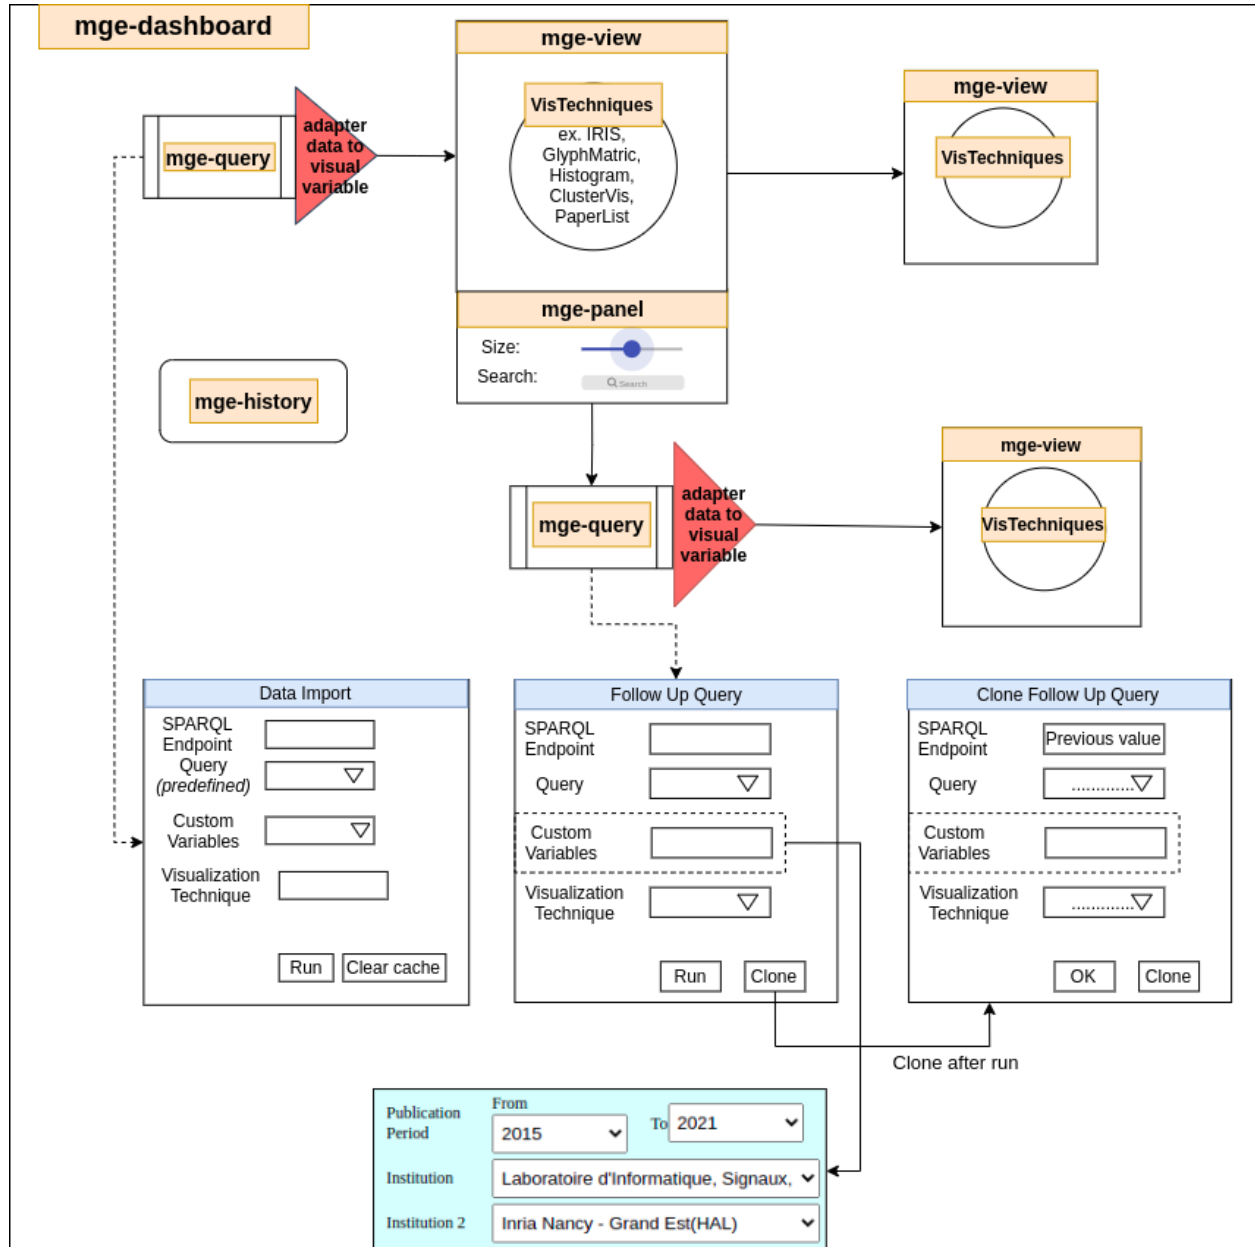 mge-dashboard
mge-view
VisTechniques
ex. IRIS,
GlyphMatric,
Histogram,
ClusterVis,
PaperList
mge-query
adapter
data to
visual
variable
mge-view
VisTechniques
mge-panel
Size:
Search:
Search
mge-history
mge-query
adapter
data to
visual
variable
mge-view
VisTechniques
Data Import
SPARQL
Endpoint
Query
(predefined)
Custom
Variables
Visualization
Technique
Run
Clear cache
Follow Up Query
SPARQL
Endpoint
Query
Custom
Variables
Visualization
Technique
Run
Clone
Clone Follow Up Query
SPARQL
Endpoint
Previous value
Query
.............
Custom
Variables
Visualization
Technique
.............
OK
Clone
Clone after run
Publication
Period
From
2015
To
2021
Institution
Laboratoire d'Informatique, Signaux,
Institution 2
Inria Nancy - Grand Est(HAL)